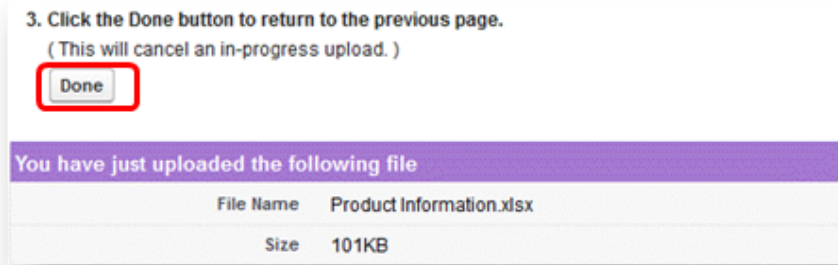 3. Click the Done button to return to the previous page.
( This will cancel an in-progress upload. )
Done
You have just uploaded the following file
File Name Product Information.xlsx
Size 101KB